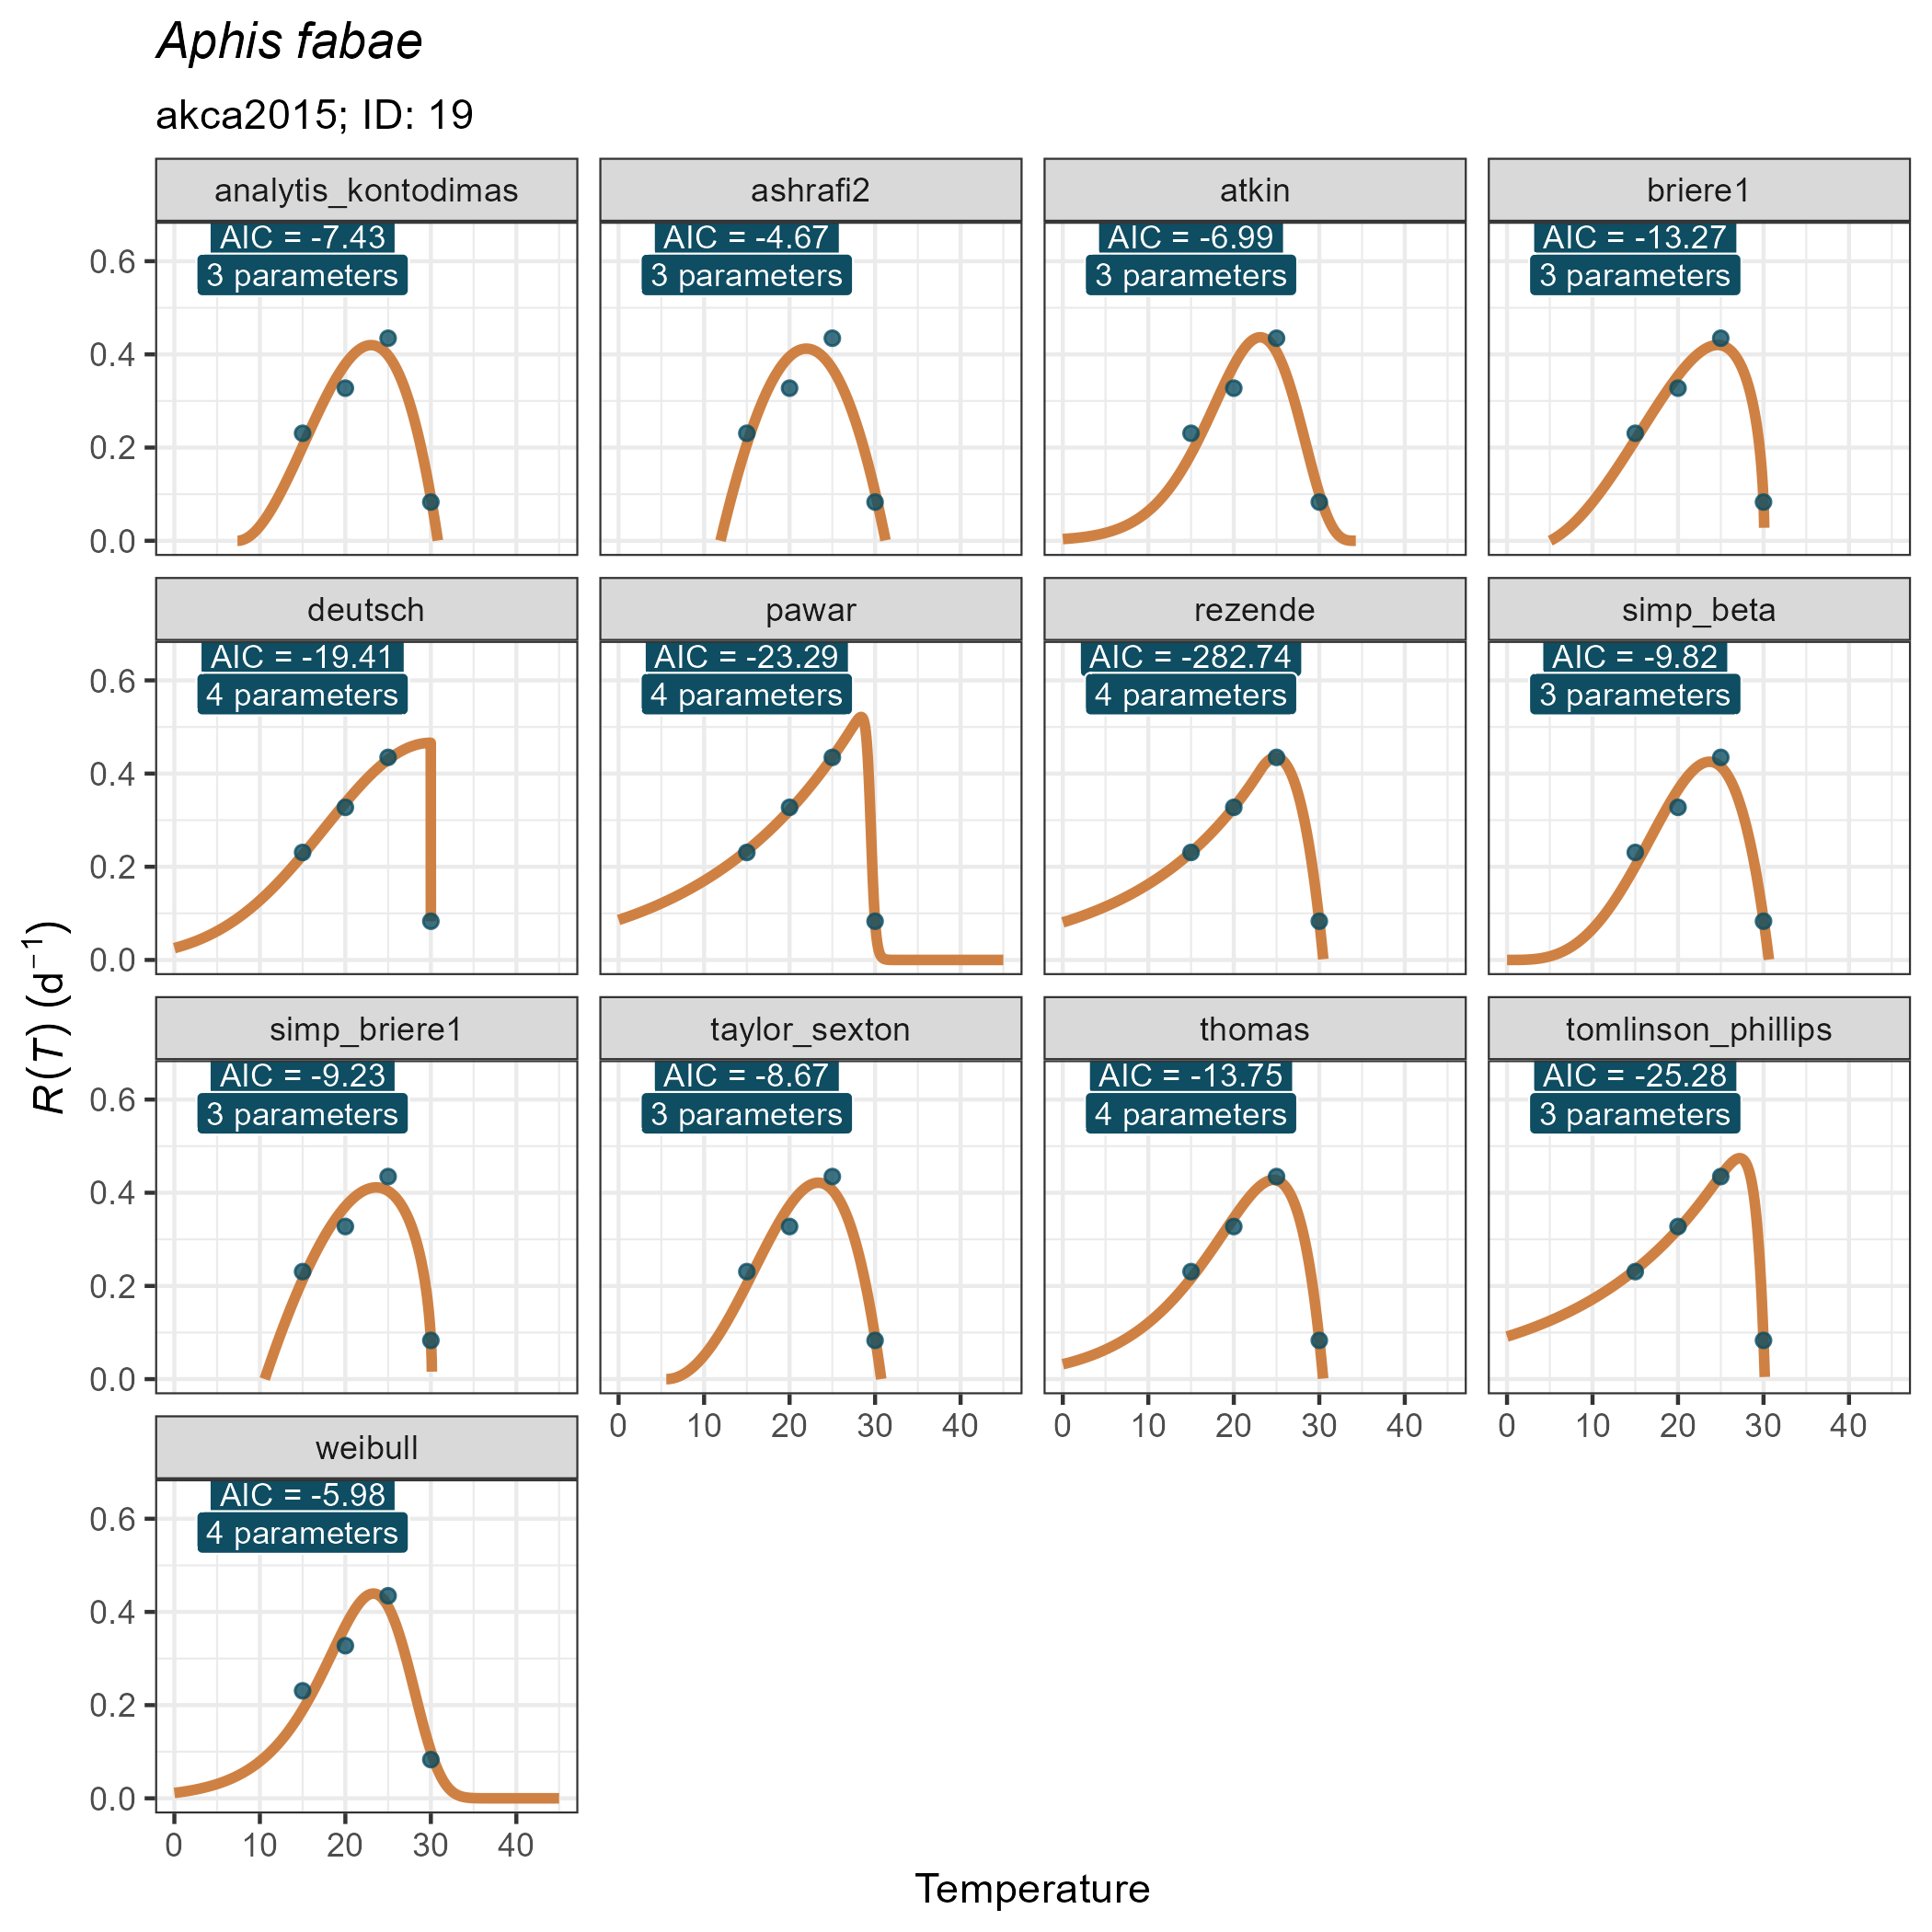 Aphis fabae
akca2015; ID: 19
analytis_kontodimas
ashrafi2
atkin
briere1
AIC = -7.43
3 parameters
AIC = -4.67
3 parameters
AIC = -6.99
3 parameters
AIC = -13.27
3 parameters
0.6
0.4
0.2
0.0
deutsch
pawar
rezende
simp_beta
AIC = -19.41
4 parameters
AIC = -23.29
4 parameters
AIC = -282.74
4 parameters
AIC = -9.82
3 parameters
0.6
0.4
0.2
0.0
R(T) (d⁻¹)
simp_briere1
taylor_sexton
thomas
tomlinson_phillips
AIC = -9.23
3 parameters
AIC = -8.67
3 parameters
AIC = -13.75
4 parameters
AIC = -25.28
3 parameters
0.6
0.4
0.2
0.0
0 10 20 30 40
0 10 20 30 40
0 10 20 30 40
weibull
AIC = -5.98
4 parameters
0.6
0.4
0.2
0.0
0 10 20 30 40
Temperature